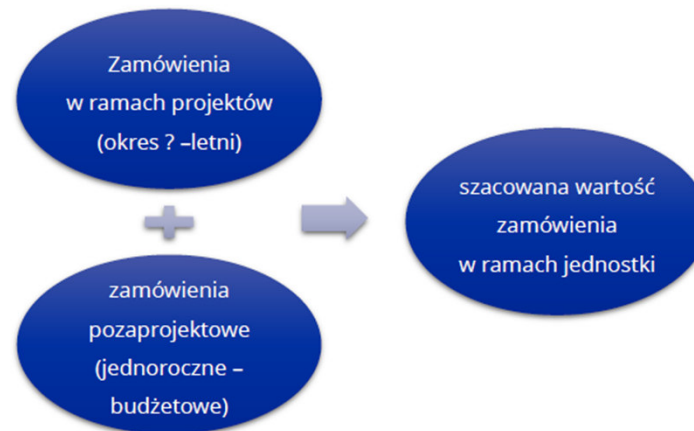 Zamówienia
w ramach projektów
(okres ? –letni)
zamówienia
pozaprojektowe
(jednoroczne –
budżetowe)
szacowana wartość
zamówienia
w ramach jednostki